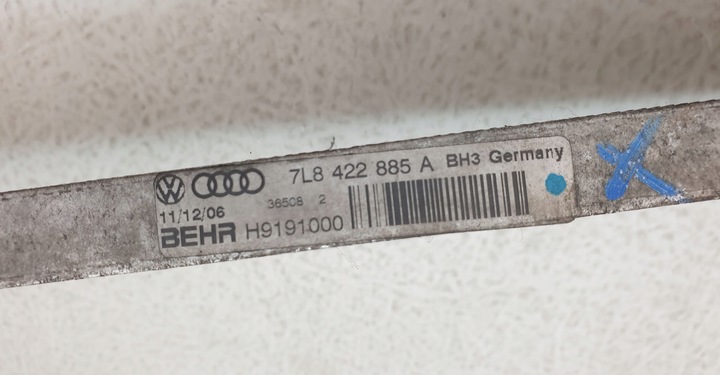 7L8 422 885 A BH3 Germany
11/12/06 36508 2
BEHR H9191000